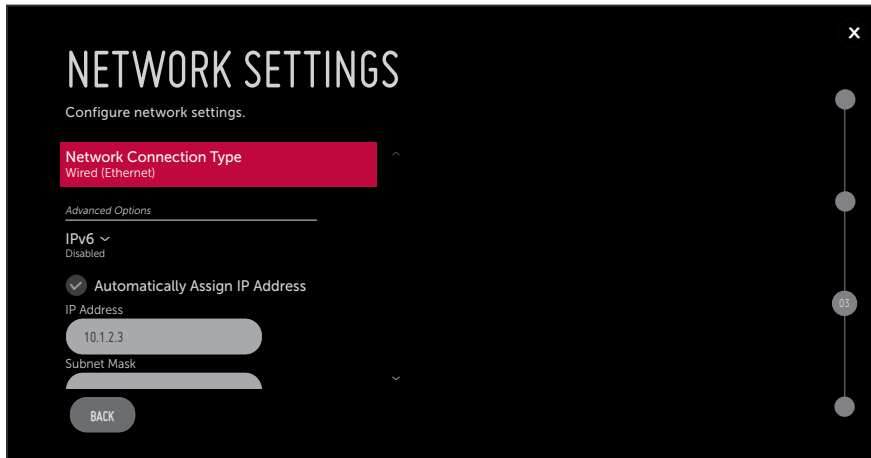 X
NETWORK SETTINGS
Configure network settings.
Network Connection Type
Wired (Ethernet)
Advanced Options
IPv6
Disabled
Automatically Assign IP Address
IP Address
10.1.2.3
Subnet Mask
03
BACK